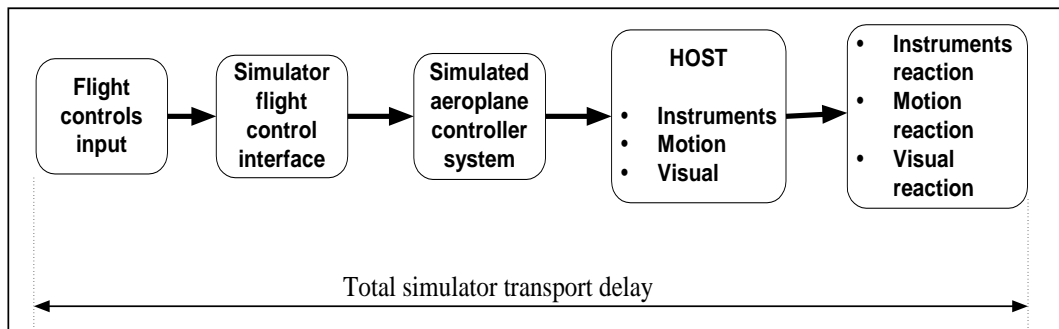 Flight
controls
input
Simulator
flight
control
interface
Simulated
aeroplane
controller
system
HOST
• Instruments
• Motion
• Visual
• Instruments
reaction
• Motion
reaction
• Visual
reaction
Total simulator transport delay